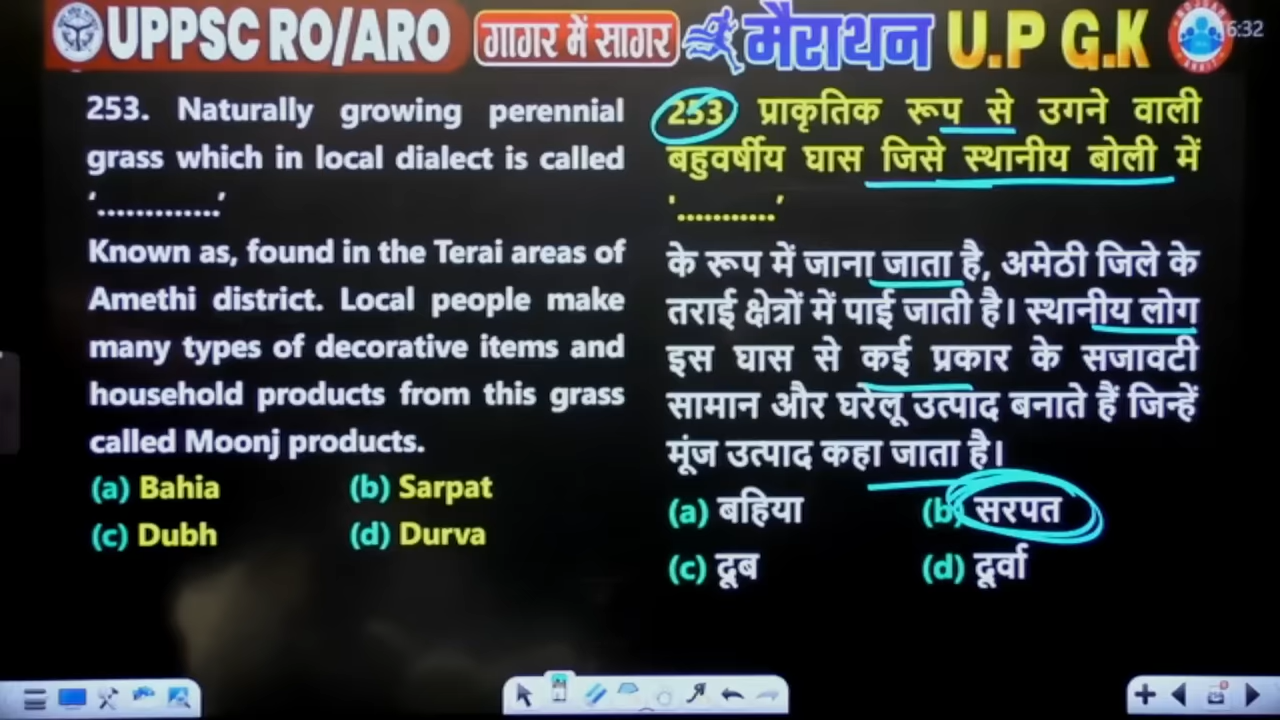 UPPSC RO/ARO गागर में सागर मैराथन U.P G.K
253. Naturally growing perennial
grass which in local dialect is called
‘.............’
Known as, found in the Terai areas of
Amethi district. Local people make
many types of decorative items and
household products from this grass
called Moonj products.
(a) Bahia (b) Sarpat
(c) Dubh (d) Durva
253 प्राकृतिक रूप से उगने वाली
बहुवर्षीय घास जिसे स्थानीय बोली में
'...........’
के रूप में जाना जाता है, अमेठी जिले के
तराई क्षेत्रों में पाई जाती है। स्थानीय लोग
इस घास से कई प्रकार के सजावटी
सामान और घरेलू उत्पाद बनाते हैं जिन्हें
मूंज उत्पाद कहा जाता है।
(a) बहिया (b) सरपत
(c) दूब (d) दूर्वा